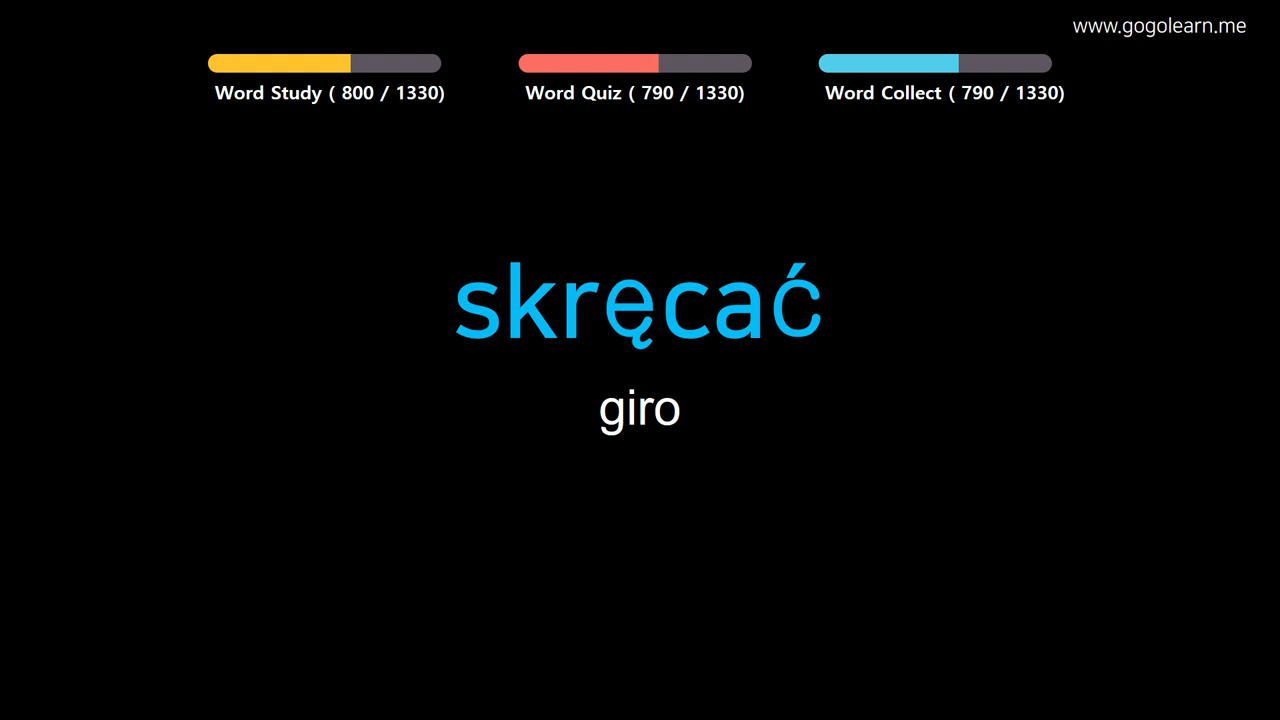 www.gogolearn.me
Word Study ( 800 / 1330)
Word Quiz ( 790 / 1330)
Word Collect ( 790 / 1330)
skręcać
giro